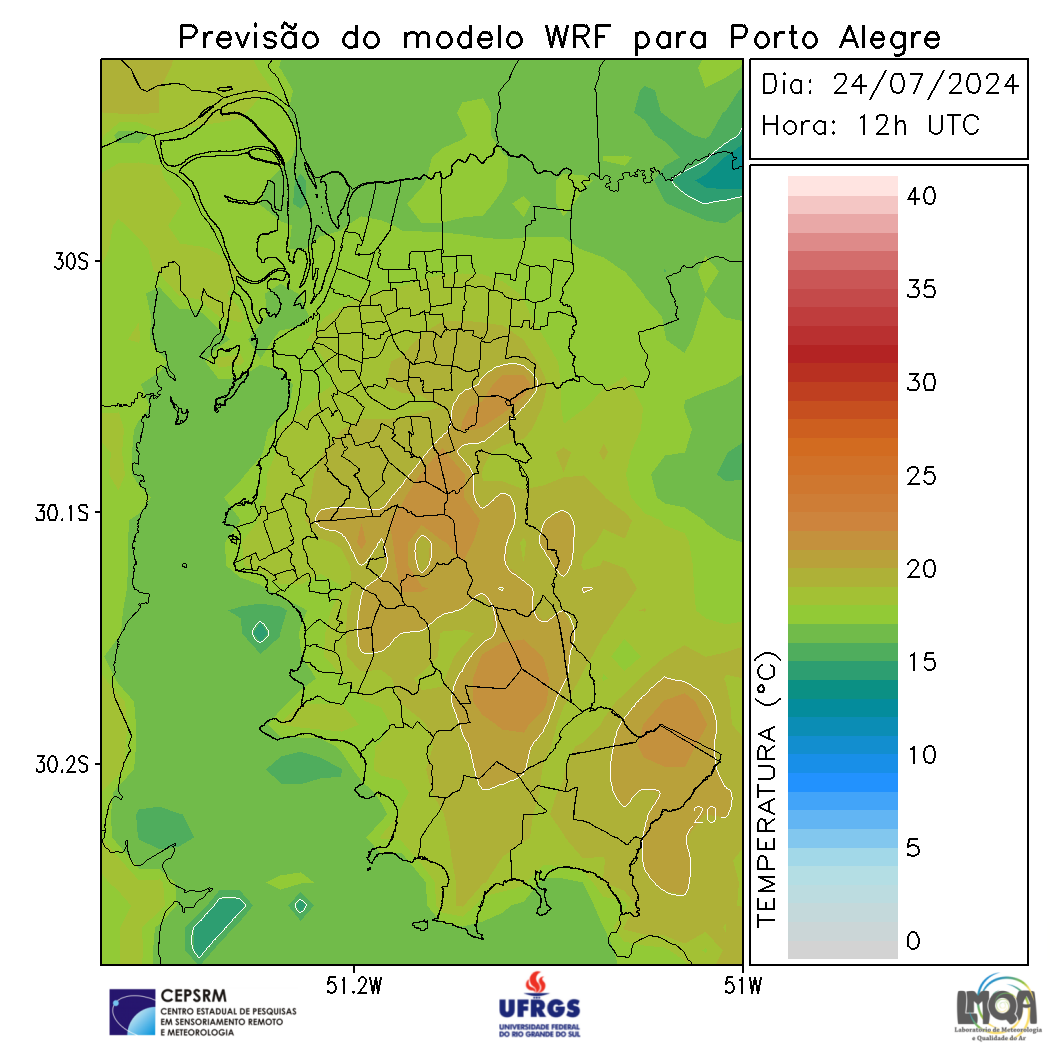 Previsão do modelo WRF para Porto Alegre
Dia: 24/07/2024
Hora: 12h UTC
30S
30.1S
30.2S
51.2W
51W
20
TEMPERATURA (°C)
40
35
30
25
20
15
10
5
0
CEPSRM
CENTRO ESTADUAL DE PESQUISAS
EM SENSORIAMENTO REMOTO
E METEOROLOGIA
UFRGS
UNIVERSIDADE FEDERAL
DO RIO GRANDE DO SUL
LMQA
Laboratório de Meteorologia
e Qualidade do Ar